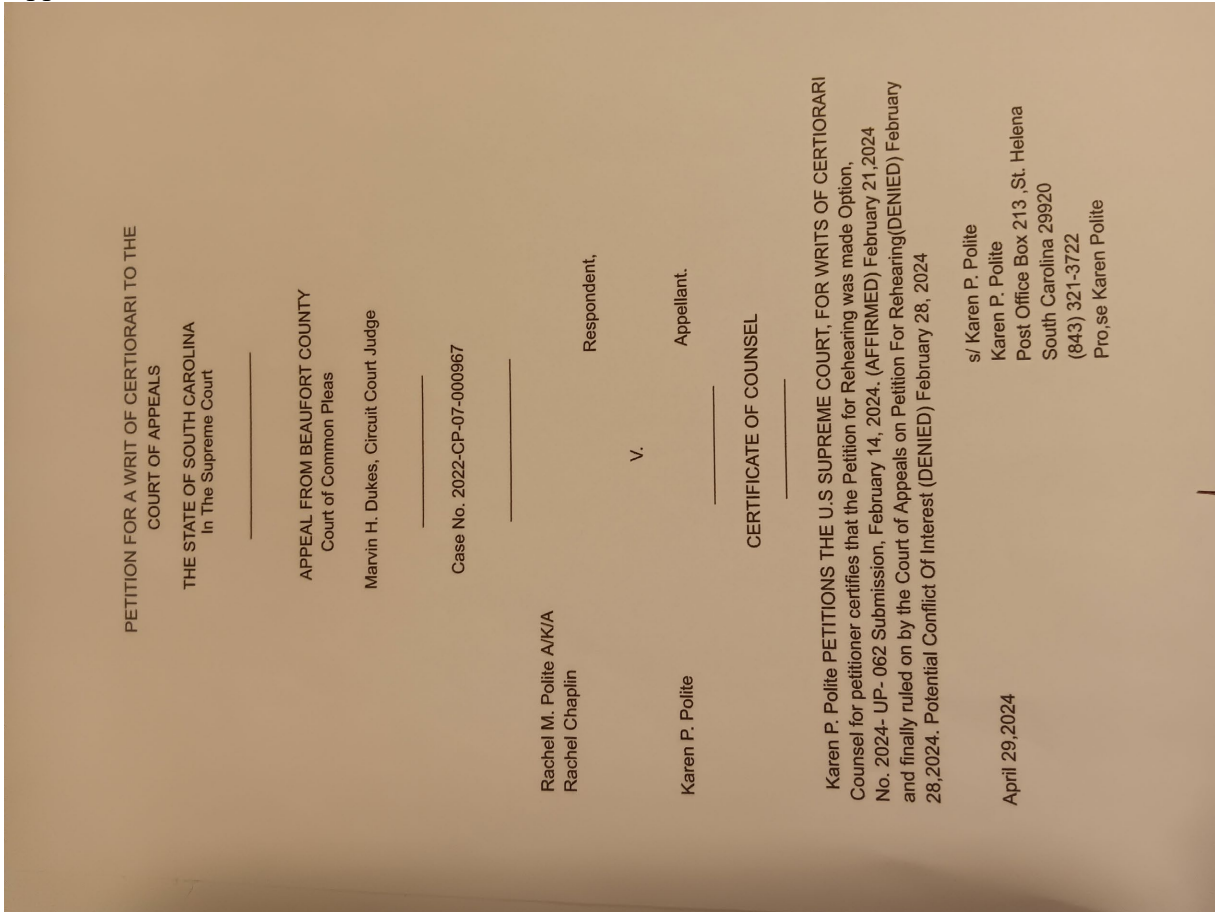 PETITION FOR A WRIT OF CERTIORARI TO THE
COURT OF APPEALS
THE STATE OF SOUTH CAROLINA
In The Supreme Court
APPEAL FROM BEAUFORT COUNTY
Court of Common Pleas
Marvin H. Dukes, Circuit Court Judge
Case No. 2022-CP-07-000967
Rachel M. Polite A/K/A
Rachel Chaplin
Respondent,
V.
Karen P. Polite
Appellant.
CERTIFICATE OF COUNSEL
Karen P. Polite PETITIONS THE U.S SUPREME COURT, FOR WRITS OF CERTIORARI
Counsel for petitioner certifies that the Petition for Rehearing was made Option,
No. 2024- UP- 062 Submission, February 14, 2024. (AFFIRMED) February 21,2024
and finally ruled on by the Court of Appeals on Petition For Rehearing(DENIED) February
28,2024. Potential Conflict Of Interest (DENIED) February 28, 2024
s/ Karen P. Polite
April 29,2024
Karen P. Polite
Post Office Box 213 ,St. Helena
South Carolina 29920
(843) 321-3722
Pro,se Karen Polite